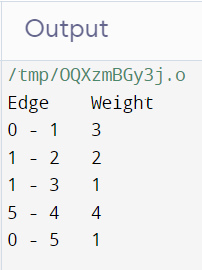 Output
/tmp/OQXzmBGy3j.o
Edge    Weight
0 - 1   3
1 - 2   2
1 - 3   1
5 - 4   4
0 - 5   1